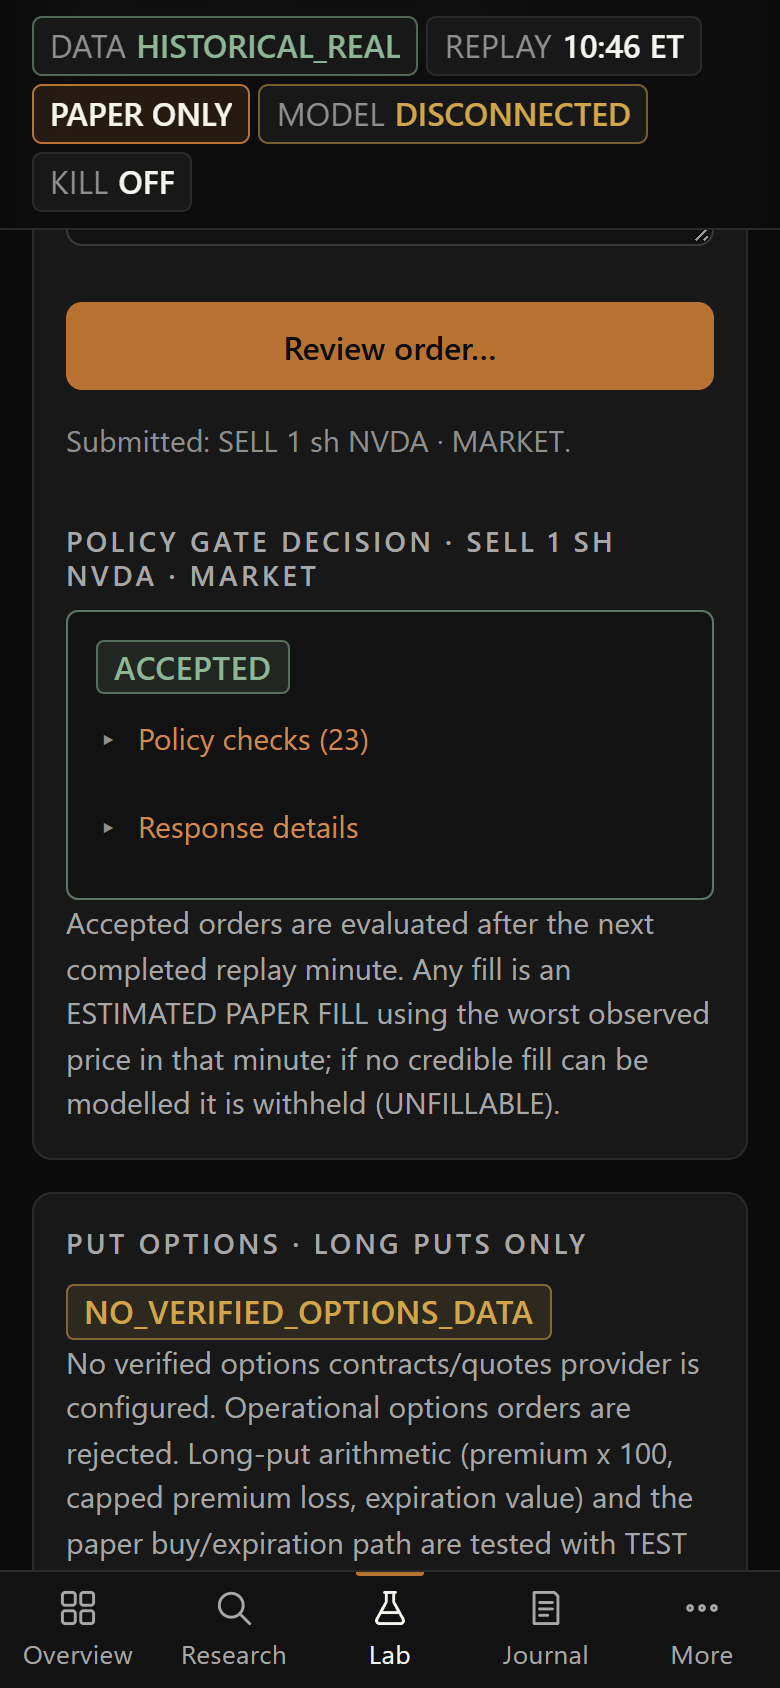 DATA HISTORICAL_REAL
REPLAY 10:46 ET
PAPER ONLY
MODEL DISCONNECTED
KILL OFF
Review order...
Submitted: SELL 1 sh NVDA · MARKET.
POLICY GATE DECISION · SELL 1 SH
NVDA · MARKET
ACCEPTED
Policy checks (23)
Response details
Accepted orders are evaluated after the next
completed replay minute. Any fill is an
ESTIMATED PAPER FILL using the worst observed
price in that minute; if no credible fill can be
modelled it is withheld (UNFILLABLE).
PUT OPTIONS · LONG PUTS ONLY
NO_VERIFIED_OPTIONS_DATA
No verified options contracts/quotes provider is
configured. Operational options orders are
rejected. Long-put arithmetic (premium x 100,
capped premium loss, expiration value) and the
paper buy/expiration path are tested with TEST
Overview
Research
Lab
Journal
More